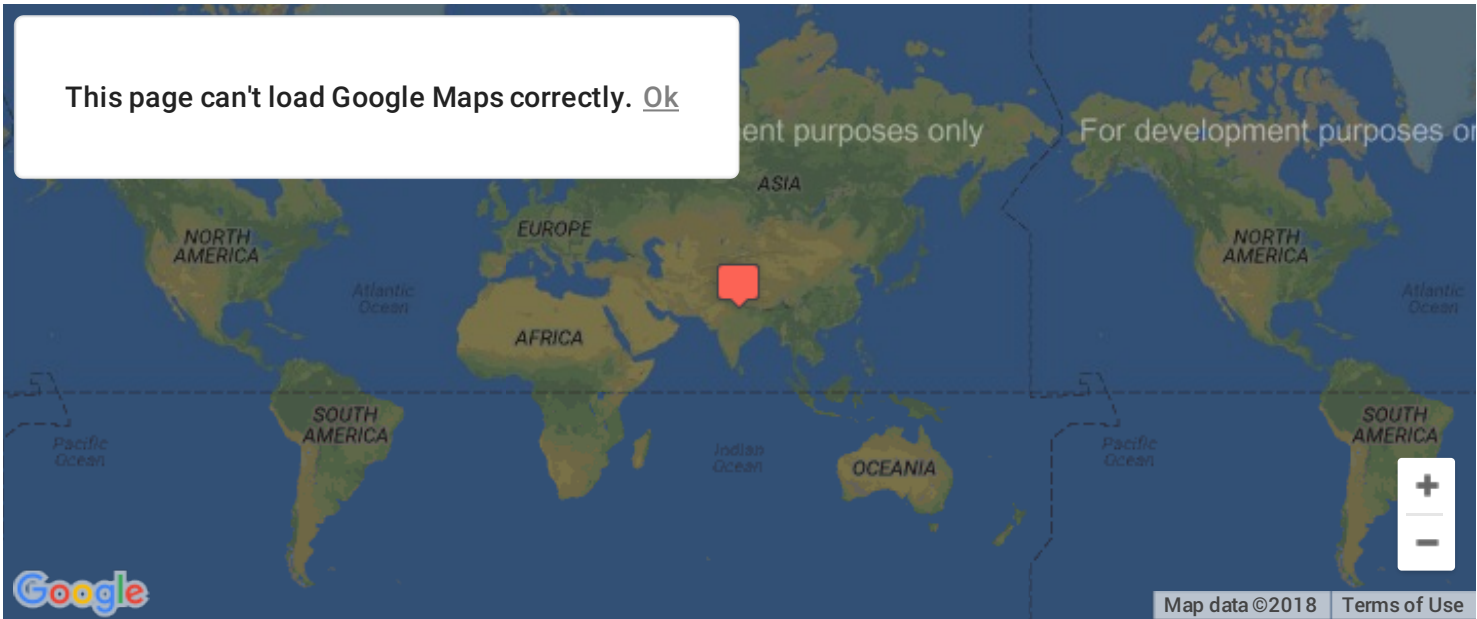 This page can't load Google Maps correctly. Ok
ent purposes only
For development purposes or
ASIA
EUROPE
NORTH
AMERICA
NORTH
AMERICA
Atlantic
Ocean
Atlantic
Ocean
AFRICA
SOUTH
AMERICA
SOUTH
AMERICA
Pacific
Ocean
Indian
Ocean
OCEANIA
Pacific
Ocean
+
−
Google
Map data ©2018
Terms of Use